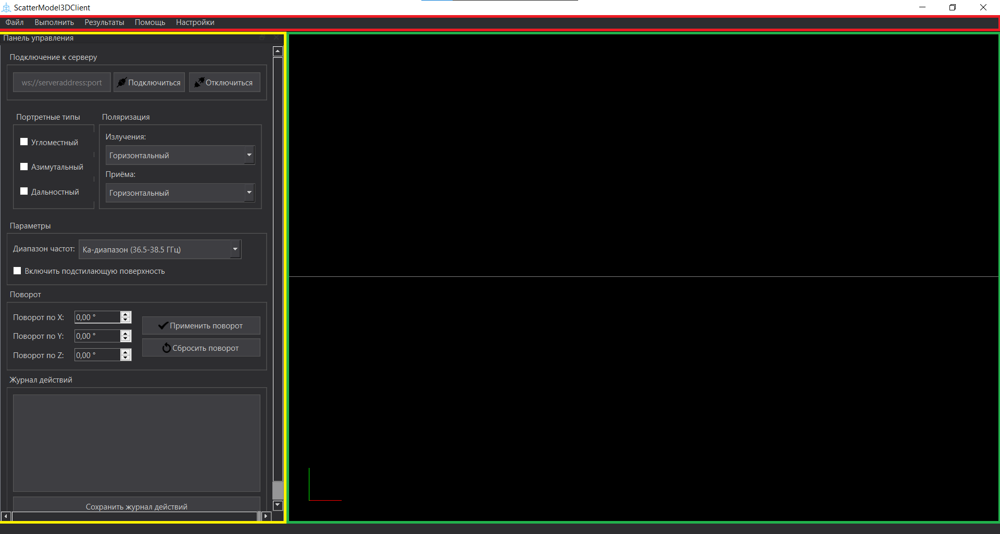 ScatterModel3DClient
Файл Выполнить Результаты Помощь Настройки
Панель управления
Подключение к серверу
ws://serveraddress:port Подключиться Отключиться
Портретные типы
Угломестный
Азимутальный
Дальностный
Поляризация
Излучения:
Горизонтальный
Приёма:
Горизонтальный
Параметры
Диапазон частот: Ка-диапазон (36.5-38.5 ГГц)
Включить подстилающую поверхность
Поворот
Поворот по X: 0,00 °
Поворот по Y: 0,00 °
Поворот по Z: 0,00 °
Применить поворот
Сбросить поворот
Журнал действий
Сохранить журнал действий